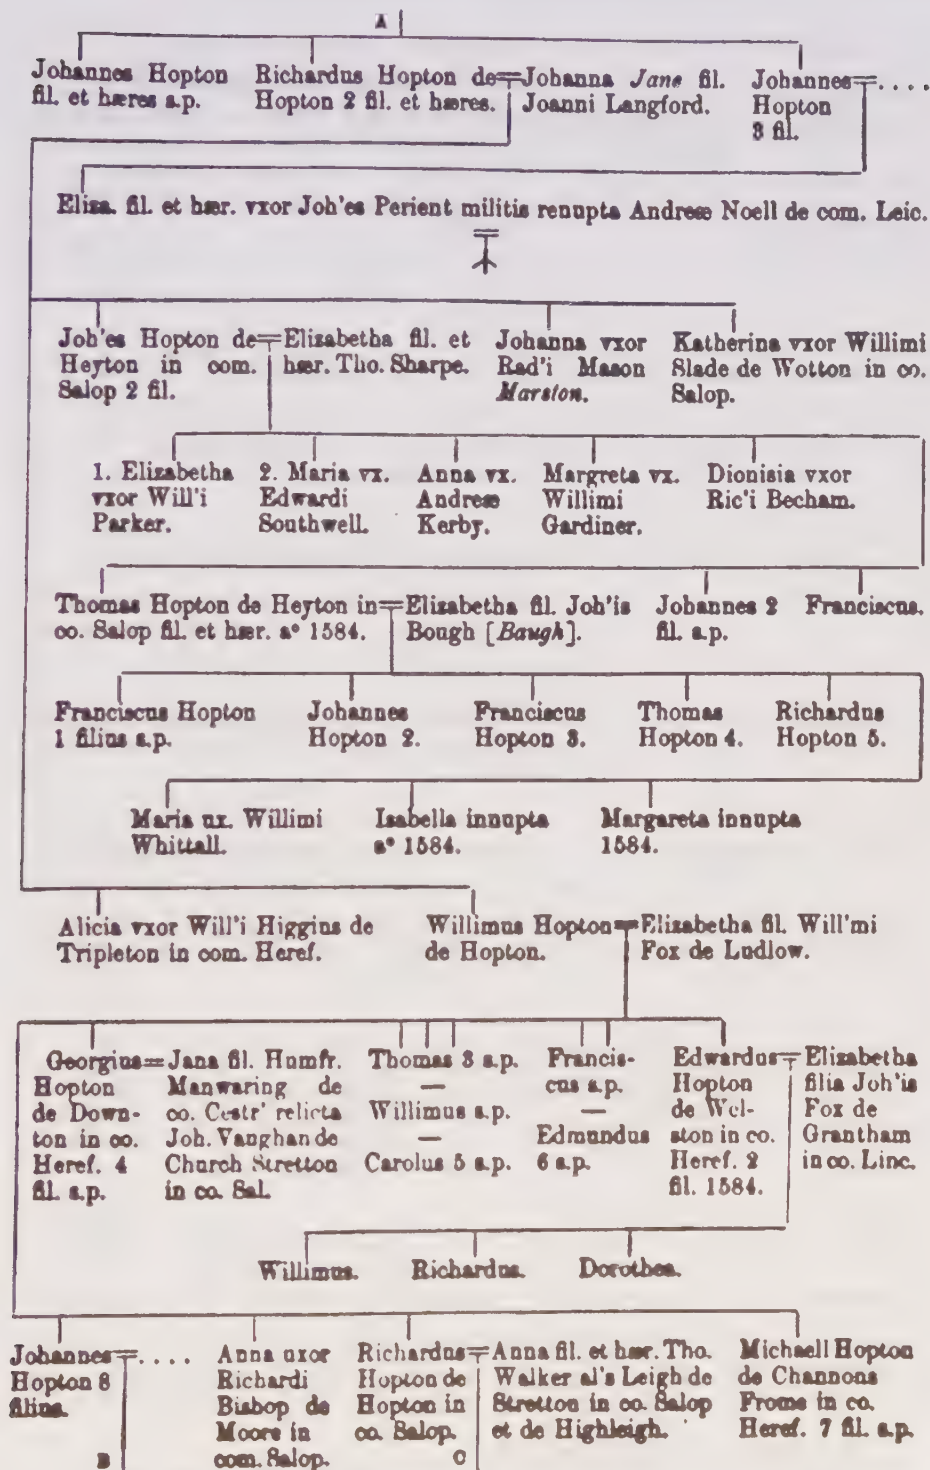 A
Johannes Hopton
fil. et hæres s.p.
Richardus Hopton de
Hopton 2 fil. et hæres.
Johanna Jane fil.
Joanni Langford.
Johannes
Hopton
3 fil.
....
Eliza. fil. et hær. vxor Joh'es Perient militis renupta Andreæ Noell de com. Leic.
Joh'es Hopton de
Heyton in com.
Salop 2 fil.
Elizabetha fil. et
hær. Tho. Sharpe.
Johanna vxor
Rad'i Mason
Marston.
Katherina vxor Willimi
Slade de Wotton in co.
Salop.
1. Elizabetha
vxor Will'i
Parker.
2. Maria vx.
Edwardi
Southwell.
Anna vx.
Andreæ
Kerby.
Margreta vx.
Willimi
Gardiner.
Dionisia vxor
Ric'i Becham.
Thomas Hopton de Heyton in
co. Salop fil. et hær. a° 1584.
Elizabetha fil. Joh'is
Bough [Baugh].
Johannes 2
fil. s.p.
Franciscus.
Franciscus Hopton
1 filius s.p.
Johannes
Hopton 2.
Franciscus
Hopton 3.
Thomas
Hopton 4.
Richardus
Hopton 5.
Maria ux. Willimi
Whittall.
Isabella innupta
a° 1584.
Margareta innupta
1584.
Alicia vxor Will'i Higgins de
Tripleton in com. Heref.
Willimus Hopton
de Hopton.
Elizabetha fil. Will'mi
Fox de Ludlow.
Georgius
Hopton
de Down-
ton in co.
Heref. 4
fil. s.p.
Jana fil. Humfr.
Manwaring de
co. Cestr' relicta
Joh. Vaughan de
Church Stretton
in co. Sal.
Thomas 3 s.p.
—
Willimus s.p.
—
Carolus 5 s.p.
Francis-
cus s.p.
—
Edmundus
6 s.p.
Edwardus
Hopton
de Wel-
ston in co.
Heref. 2
fil. 1584.
Elizabetha
filia Joh'is
Fox de
Grantham
in co. Linc.
Willimus.
Richardus.
Dorothea.
Johannes
Hopton 8
filius.
B
....
Anna uxor
Richardi
Bishop de
Moore in
com. Salop.
Richardus
Hopton de
Hopton in
co. Salop.
C
Anna fil. et hær. Tho.
Walker al's Leigh de
Stretton in co. Salop
et de Highleigh.
Michaell Hopton
de Channons
Frome in co.
Heref. 7 fil. s.p.